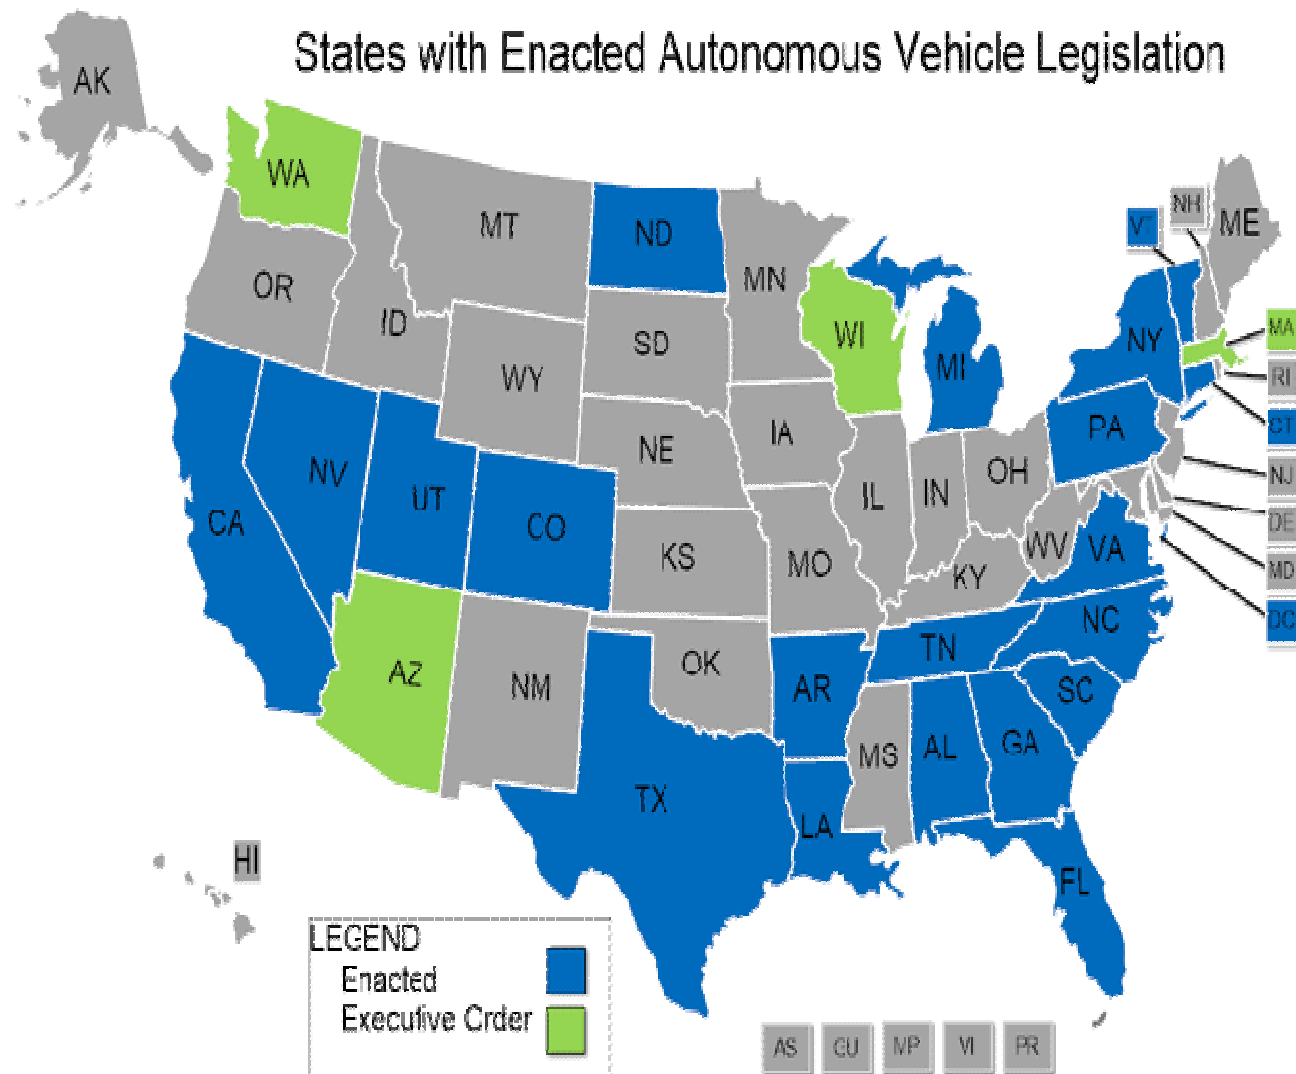 States with Enacted Autonomous Vehicle Legislation
AK
WA
MT
ND
MN
VT
NH
ME
OR
ID
WY
SD
WI
MI
NY
MA
RI
CT
NJ
DE
MD
DC
NE
IA
PA
NV
UT
CO
CA
KS
MO
IL
IN
OH
WV
VA
KY
NC
TN
AZ
NM
OK
AR
SC
MS
AL
GA
TX
LA
FL
HI
LEGEND
Enacted
Executive Order
AS
GU
MP
VI
PR